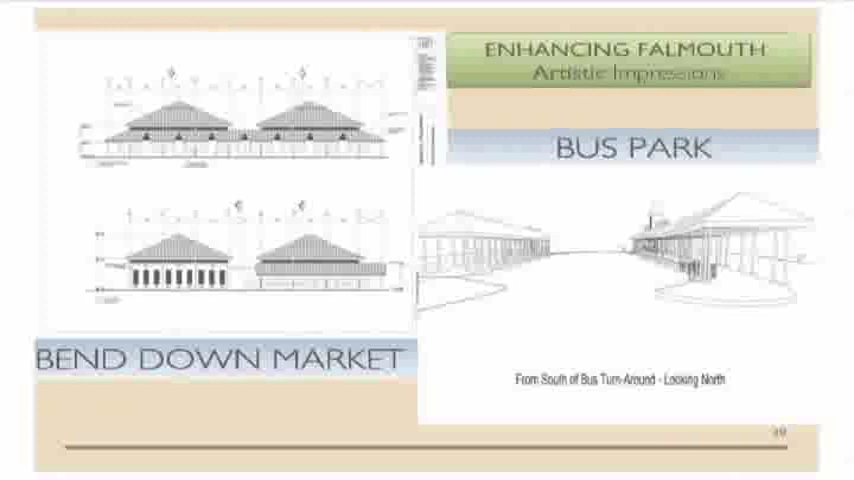 ENHANCING FALMOUTH
Artistic Impressions
BUS PARK
BEND DOWN MARKET
From South of Bus Turn-Around - Looking North